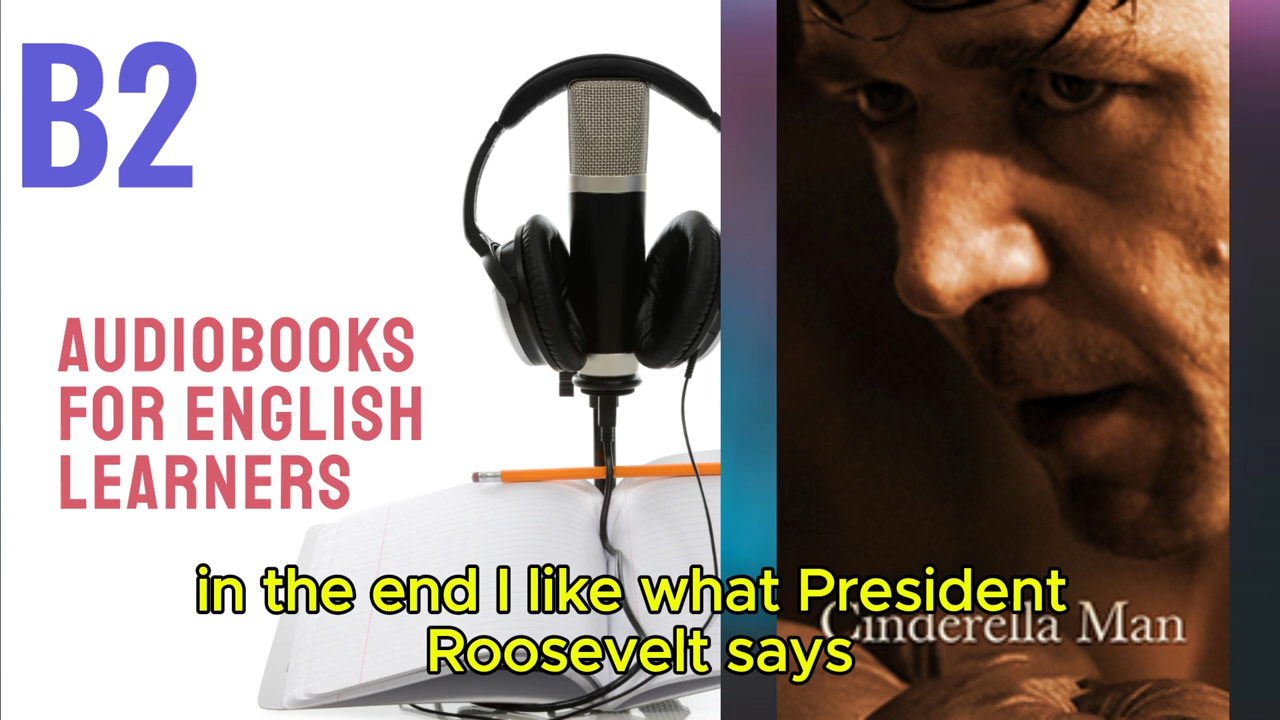 B2
AUDIOBOOKS
FOR ENGLISH
LEARNERS
in the end I like what President
Roosevelt says
Cinderella Man